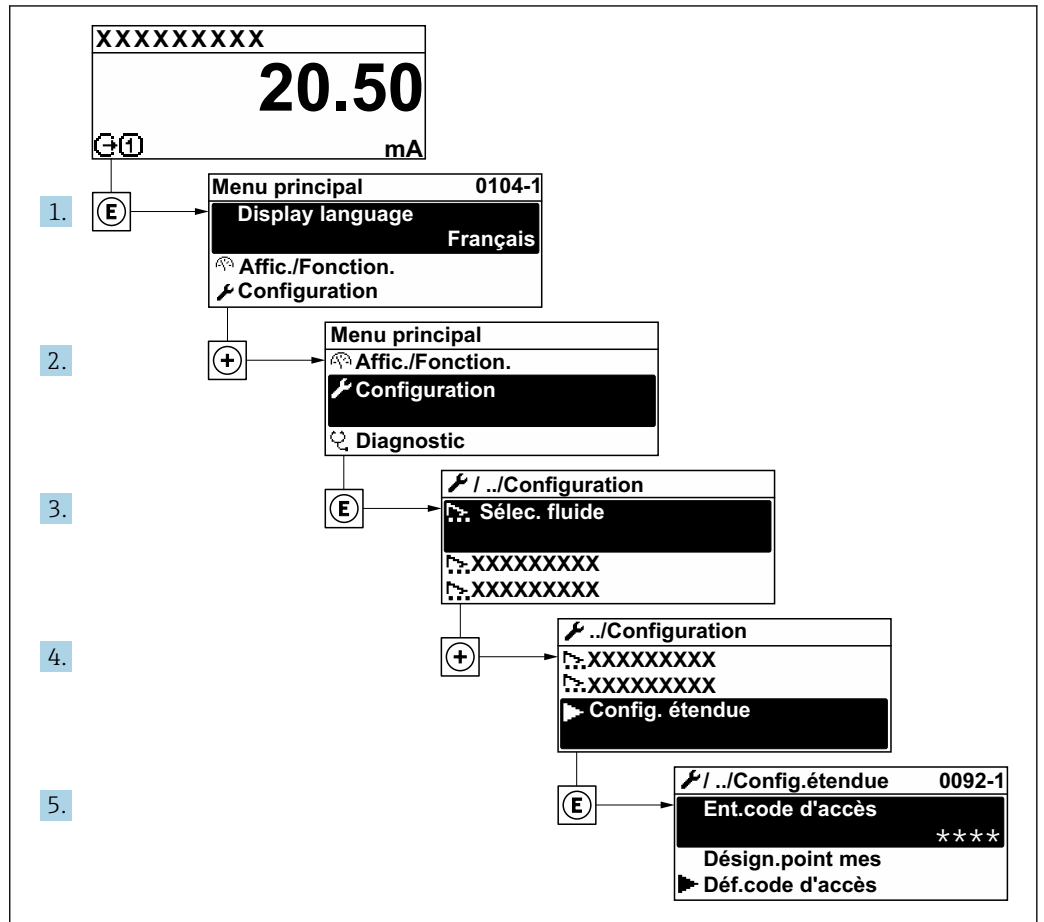 XXXXXXXXX
20.50
1 mA
1. E
Menu principal 0104-1
Display language
Français
Affic./Fonction.
Configuration
2. +
Menu principal
Affic./Fonction.
Configuration
Diagnostic
3. E
/ ../Configuration
Sélec. fluide
XXXXXXXXX
XXXXXXXXX
4. +
../Configuration
XXXXXXXXX
XXXXXXXXX
Config. étendue
5. E
/ ../Config.étendue 0092-1
Ent.code d'accès
****
Désign.point mes
Déf.code d'accès